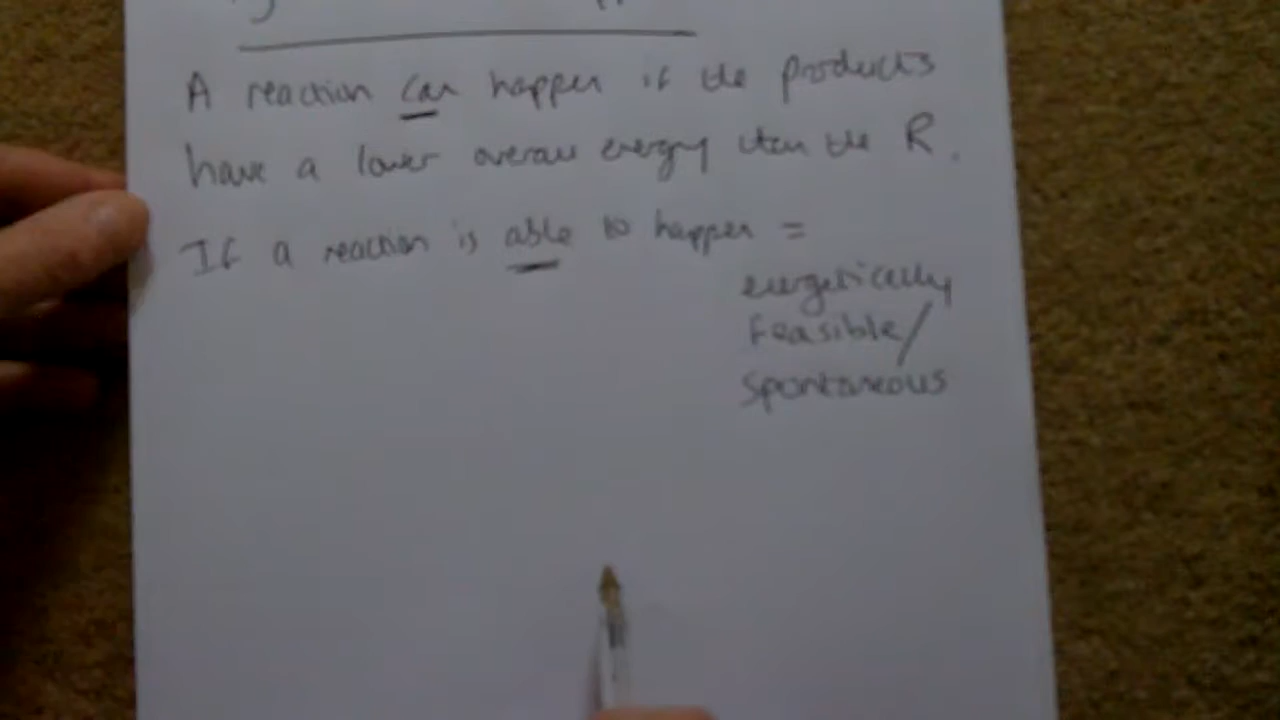 A reaction can happen if the products
have a lower overall energy than the R.
If a reaction is able to happen =
energetically
Feasible/
Spontaneous